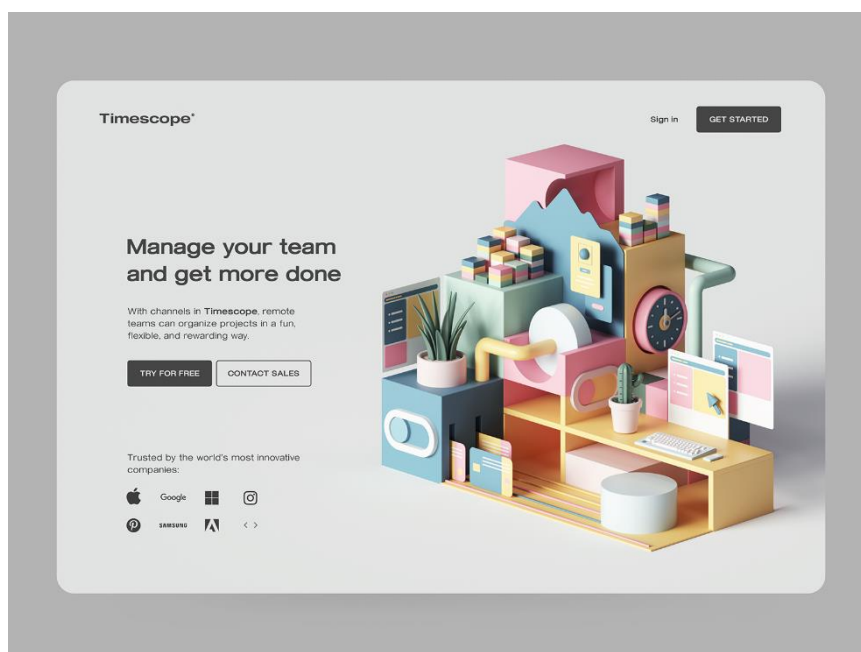 Timescope*
Sign in
GET STARTED
Manage your team
and get more done
With channels in Timescope, remote
teams can organize projects in a fun,
flexible, and rewarding way.
TRY FOR FREE
CONTACT SALES
Trusted by the world's most innovative
companies:
Google
SAMSUNG